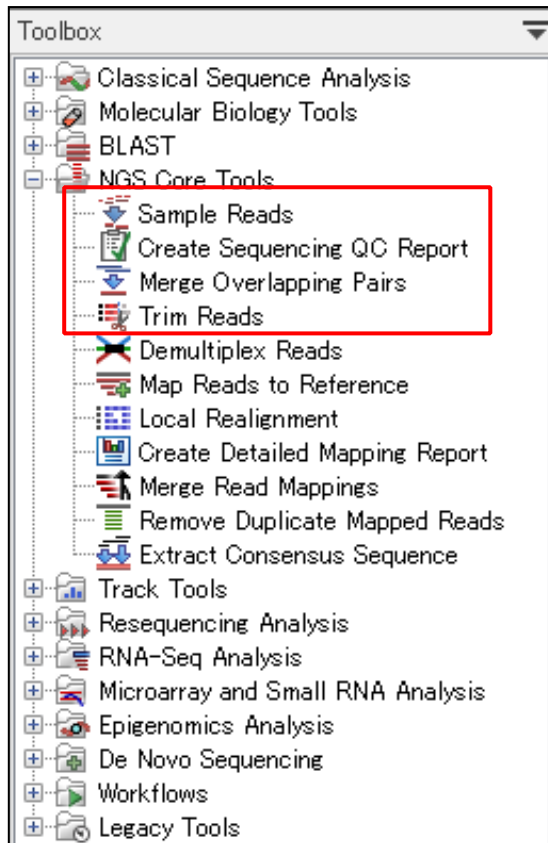 Toolbox
Classical Sequence Analysis
Molecular Biology Tools
BLAST
NGS Core Tools
Sample Reads
Create Sequencing QC Report
Merge Overlapping Pairs
Trim Reads
Demultiplex Reads
Map Reads to Reference
Local Realignment
Create Detailed Mapping Report
Merge Read Mappings
Remove Duplicate Mapped Reads
Extract Consensus Sequence
Track Tools
Resequencing Analysis
RNA-Seq Analysis
Microarray and Small RNA Analysis
Epigenomics Analysis
De Novo Sequencing
Workflows
Legacy Tools